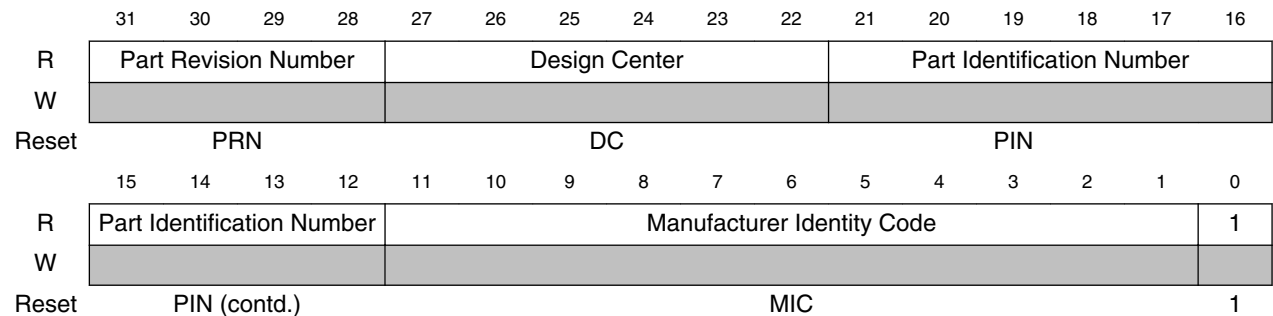 31 30 29 28 27 26 25 24 23 22 21 20 19 18 17 16
R Part Revision Number Design Center Part Identification Number
W
Reset PRN DC PIN
15 14 13 12 11 10 9 8 7 6 5 4 3 2 1 0
R Part Identification Number Manufacturer Identity Code 1
W
Reset PIN (contd.) MIC 1